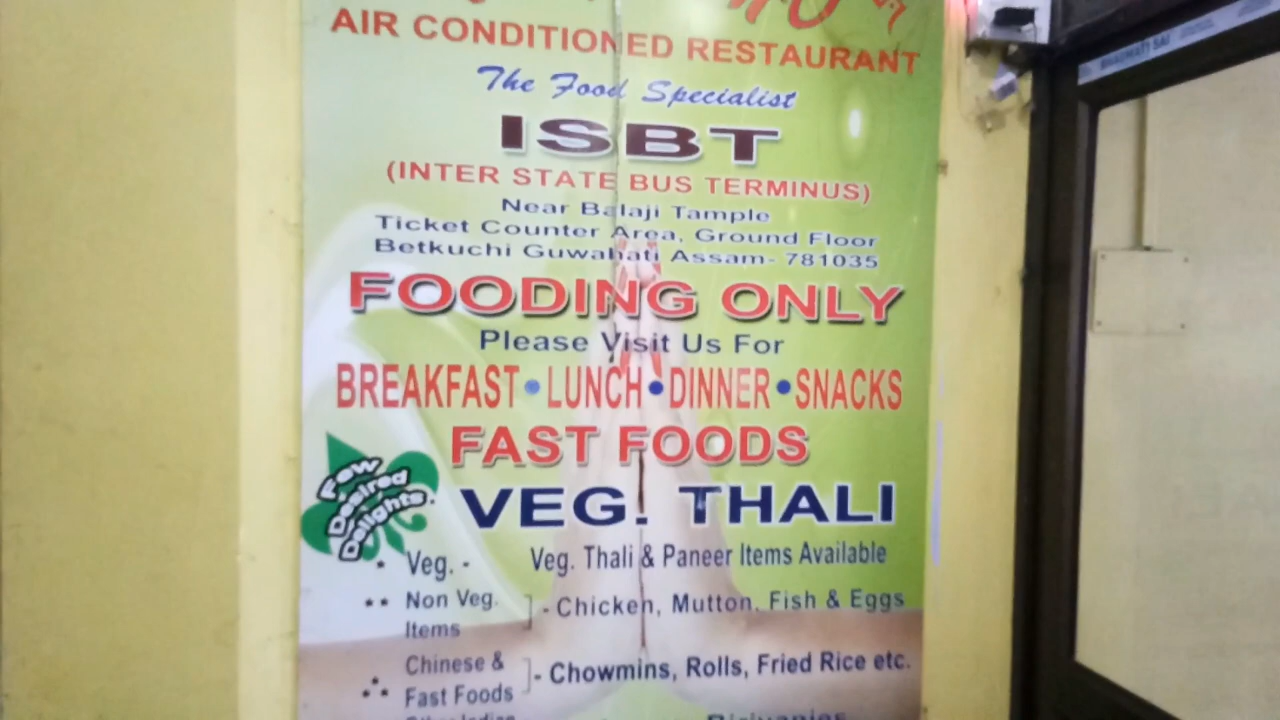 AIR CONDITIONED RESTAURANT
The Food Specialist
ISBT
(INTER STATE BUS TERMINUS)
Near Balaji Tample
Ticket Counter Area, Ground Floor
Betkuchi Guwahati Assam- 781035
FOODING ONLY
Please Visit Us For
BREAKFAST • LUNCH • DINNER • SNACKS
FAST FOODS
Few
Desired
Delights.
VEG. THALI
* Veg. - Veg. Thali & Paneer Items Available
** Non Veg. Items ] - Chicken, Mutton, Fish & Eggs
Chinese & Fast Foods ] - Chowmins, Rolls, Fried Rice etc.